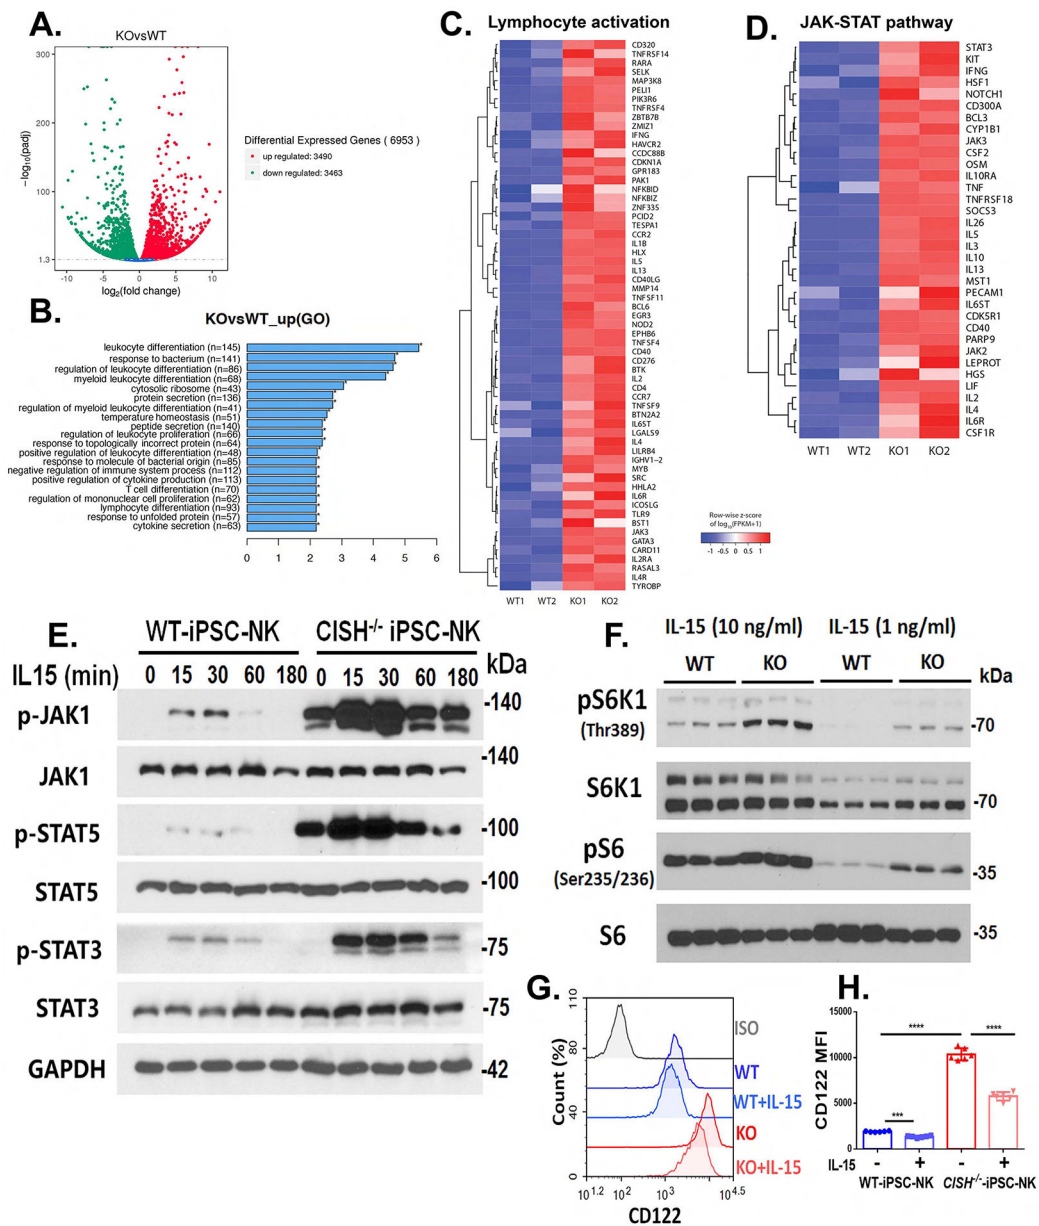 A.
KOvsWT
300
200
100
1.3
−log10(padj)
-10
-5
0
5
10
log2(fold change)
Differential Expressed Genes ( 6953 )
up regulated: 3490
down regulated: 3463
B.
KOvsWT_up(GO)
leukocyte differentiation (n=145)
response to bacterium (n=141)
regulation of leukocyte differentiation (n=86)
myeloid leukocyte differentiation (n=68)
cytosolic ribosome (n=43)
protein secretion (n=136)
regulation of myeloid leukocyte differentiation (n=41)
temperature homeostasis (n=51)
peptide secretion (n=140)
regulation of leukocyte proliferation (n=66)
response to topologically incorrect protein (n=64)
positive regulation of leukocyte differentiation (n=48)
response to molecule of bacterial origin (n=85)
negative regulation of immune system process (n=112)
positive regulation of cytokine production (n=113)
T cell differentiation (n=70)
regulation of mononuclear cell proliferation (n=62)
lymphocyte differentiation (n=93)
response to unfolded protein (n=57)
cytokine secretion (n=63)
0 1 2 3 4 5 6
C.
Lymphocyte activation
CD320
TNFRSF14
RARA
SELK
MAP3K8
PELI1
PIK3R6
TNFRSF4
ZBTB7B
ZMIZ1
IFNG
HAVCR2
CCDC88B
CDKN1A
GPR183
PAK1
NFKBID
NFKBIZ
ZNF335
PCID2
TESPA1
CCR2
IL1B
HLX
IL5
IL13
CD40LG
MMP14
TNFSF11
BCL6
EGR3
NOD2
EPHB6
TNFSF4
CD40
CD276
BTK
IL2
CD4
CCR7
TNFSF9
BTN2A2
IL6ST
LGALS9
IL4
LILRB4
IGHV1−2
MYB
SRC
HHLA2
IL6R
ICOSLG
TLR9
BST1
JAK3
GATA3
CARD11
IL2RA
RASAL3
IL4R
TYROBP
WT1 WT2 KO1 KO2
D.
JAK-STAT pathway
STAT3
KIT
IFNG
HSF1
NOTCH1
CD300A
BCL3
CYP1B1
JAK3
CSF2
OSM
IL10RA
TNF
TNFRSF18
SOCS3
IL26
IL5
IL3
IL10
IL13
MST1
PECAM1
IL6ST
CDK5R1
CD40
PARP9
JAK2
LEPROT
HGS
LIF
IL2
IL4
IL6R
CSF1R
WT1 WT2 KO1 KO2
Row-wise z-score
of log10(FPKM+1)
-1 -0.5 0 0.5 1
E.
WT-iPSC-NK CISH-/- iPSC-NK
IL15 (min) 0 15 30 60 180 0 15 30 60 180 kDa
p-JAK1 -140
JAK1 -140
p-STAT5 -100
STAT5 -100
p-STAT3 -75
STAT3 -75
GAPDH -42
F.
IL-15 (10 ng/ml) IL-15 (1 ng/ml)
WT KO WT KO kDa
pS6K1
(Thr389) -70
S6K1 -70
pS6
(Ser235/236) -35
S6 -35
G.
110
80
40
0
Count (%)
ISO
WT
WT+IL-15
KO
KO+IL-15
10^1.2 10^2 10^3 10^4.5
CD122
H.
15000
10000
5000
0
CD122 MFI
**** ****
***
IL-15 - + - +
WT-iPSC-NK CISH-/--iPSC-NK